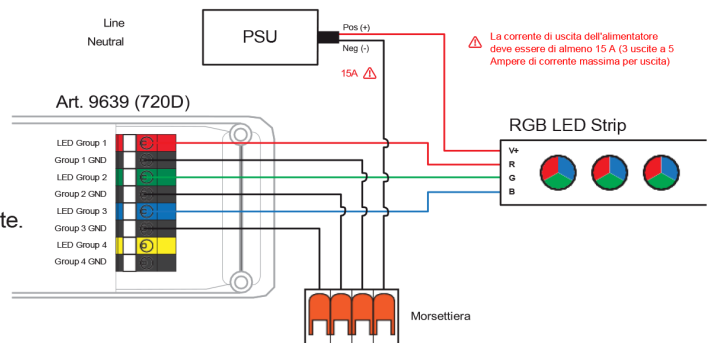 Line
Neutral
PSU
Pos (+)
Neg (-)
15A
La corrente di uscita dell'alimentatore
deve essere di almeno 15 A (3 uscite a 5
Ampere di corrente massima per uscita)
Art. 9639 (720D)
RGB LED Strip
LED Group 1
Group 1 GND
LED Group 2
Group 2 GND
LED Group 3
Group 3 GND
LED Group 4
Group 4 GND
V+
R
G
B
te.
Morsettiera